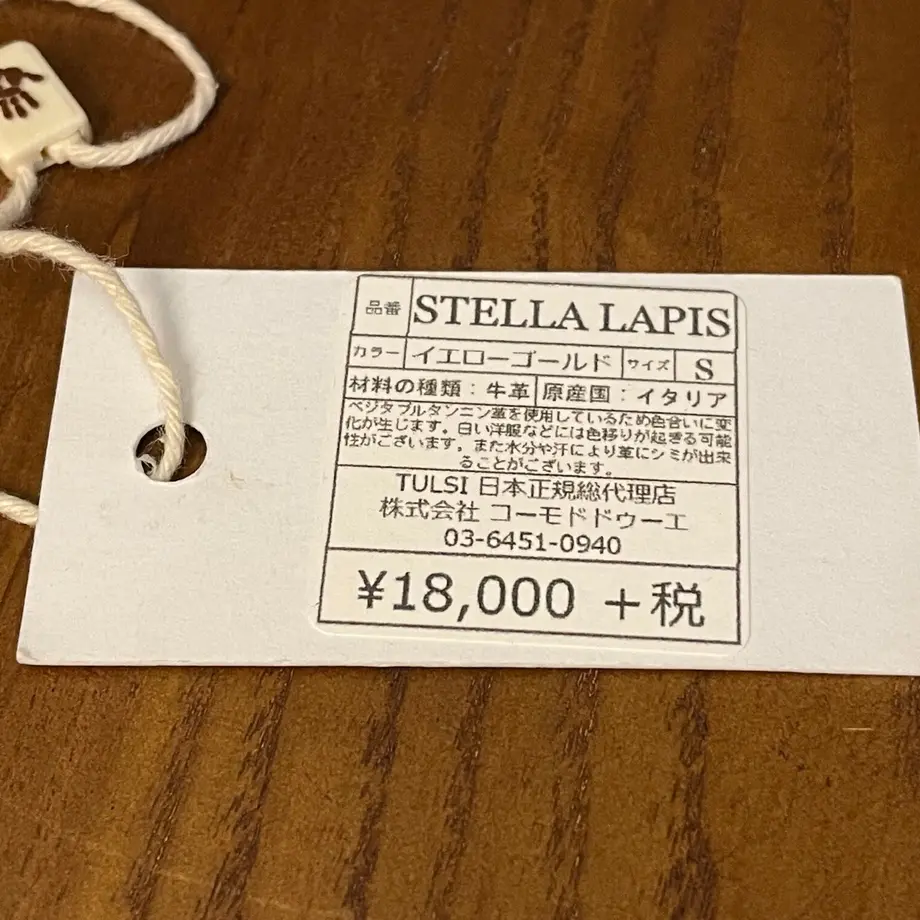 品番 STELLA LAPIS
カラー イエローゴールド サイズ S
材料の種類：牛革 原産国：イタリア
ベジタブルタンニン革を使用しているため色合いに変
化が生じます。白い洋服などには色移りが起きる可能
性がございます。また水分や汗により革にシミが出来
ることがございます。
TULSI 日本正規総代理店
株式会社 コーモドドゥーエ
03-6451-0940
¥18,000 +税